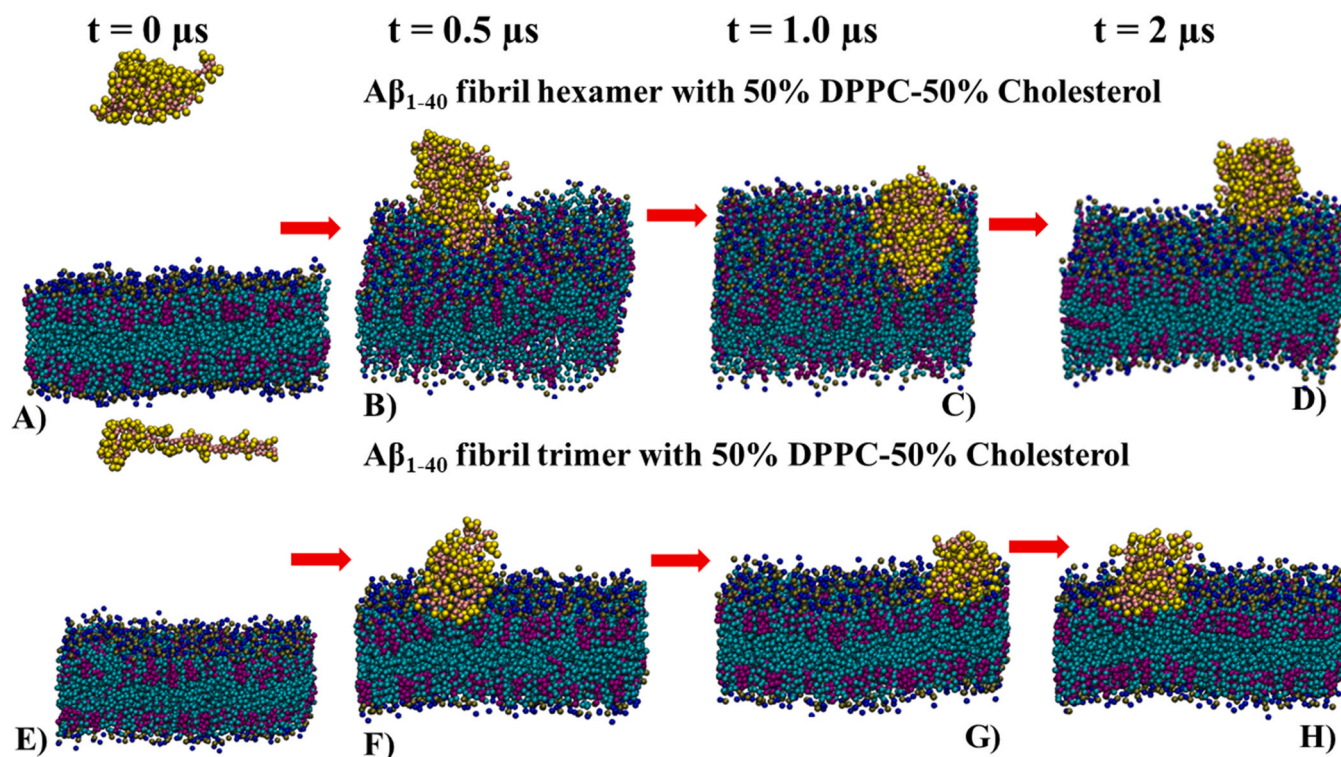 t = 0 μs t = 0.5 μs t = 1.0 μs t = 2 μs
Aβ₁₋₄₀ fibril hexamer with 50% DPPC-50% Cholesterol
A) B) C) D)
Aβ₁₋₄₀ fibril trimer with 50% DPPC-50% Cholesterol
E) F) G) H)